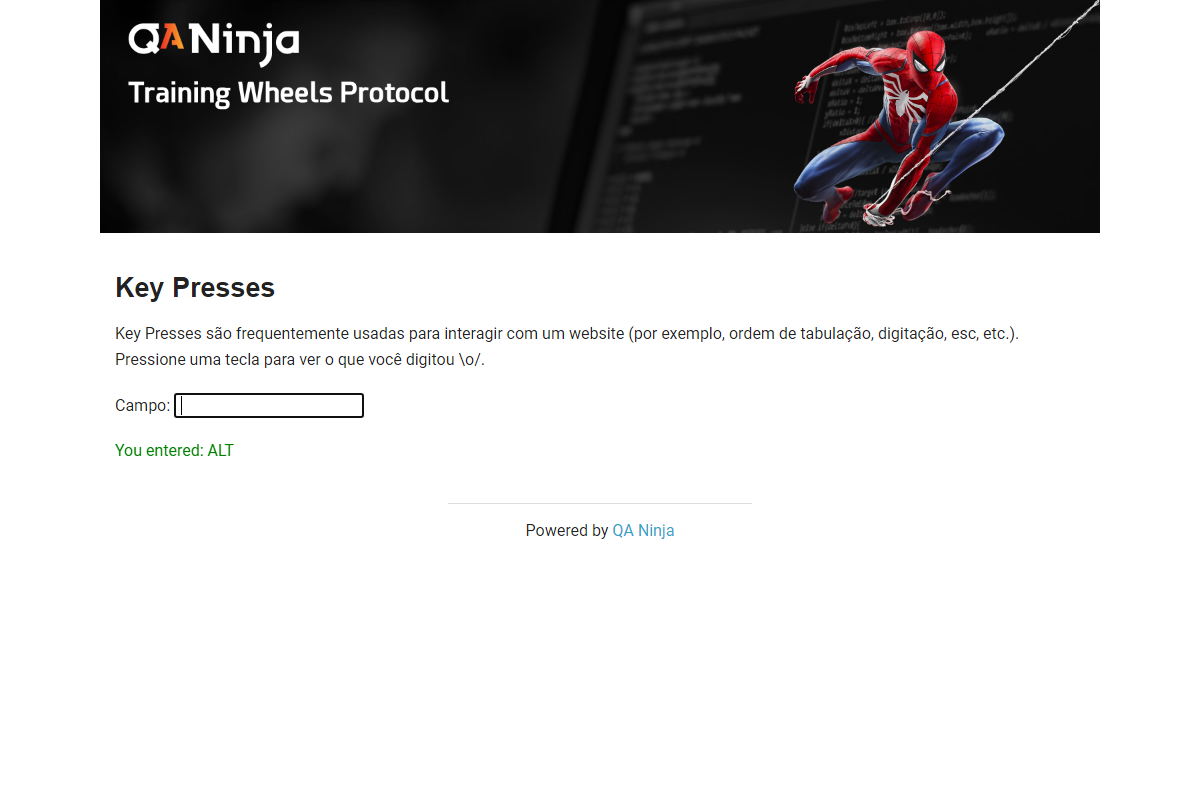 QANinja
Training Wheels Protocol
Key Presses
Key Presses são frequentemente usadas para interagir com um website (por exemplo, ordem de tabulação, digitação, esc, etc.).
Pressione uma tecla para ver o que você digitou \o/.
Campo:
You entered: ALT
Powered by QA Ninja